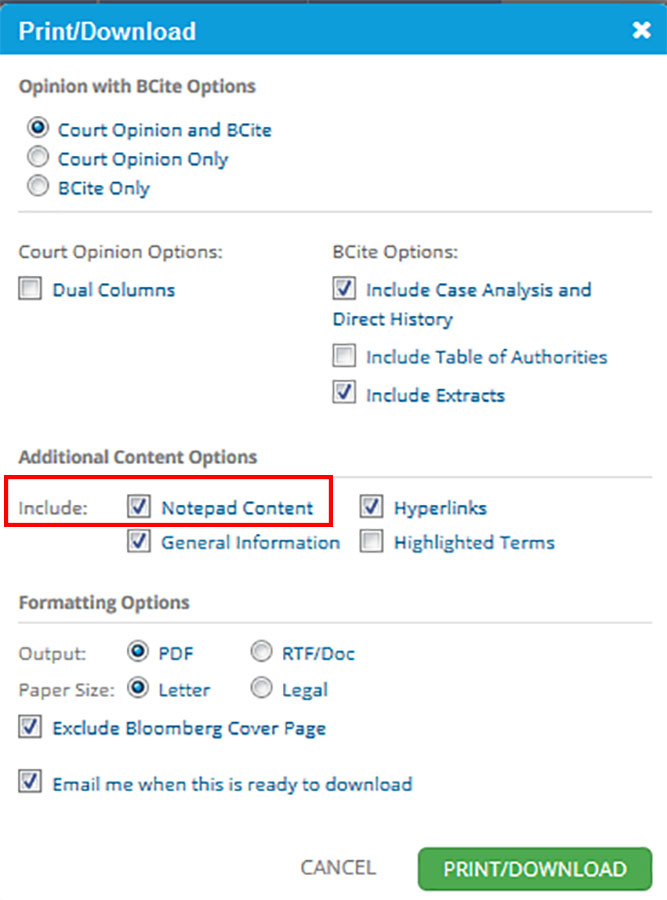 Print/Download
Opinion with BCite Options
Court Opinion and BCite
Court Opinion Only
BCite Only
Court Opinion Options:
Dual Columns
BCite Options:
Include Case Analysis and
Direct History
Include Table of Authorities
Include Extracts
Additional Content Options
Include: Notepad Content Hyperlinks
General Information Highlighted Terms
Formatting Options
Output: PDF RTF/Doc
Paper Size: Letter Legal
Exclude Bloomberg Cover Page
Email me when this is ready to download
CANCEL PRINT/DOWNLOAD